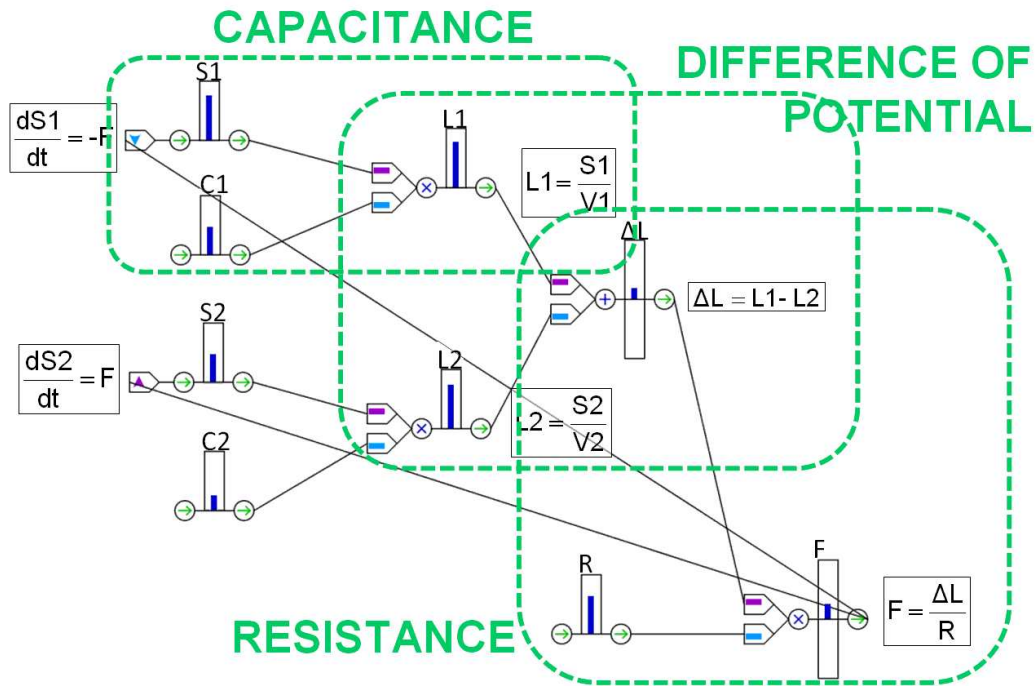 CAPACITANCE
DIFFERENCE OF
POTENTIAL
S1
dS1
dt
= -F
L1
C1
L1 = S1
V1
ΔL
ΔL = L1- L2
S2
dS2
dt
= F
L2
L2 = S2
V2
C2
R
F
F = ΔL
R
RESISTANCE